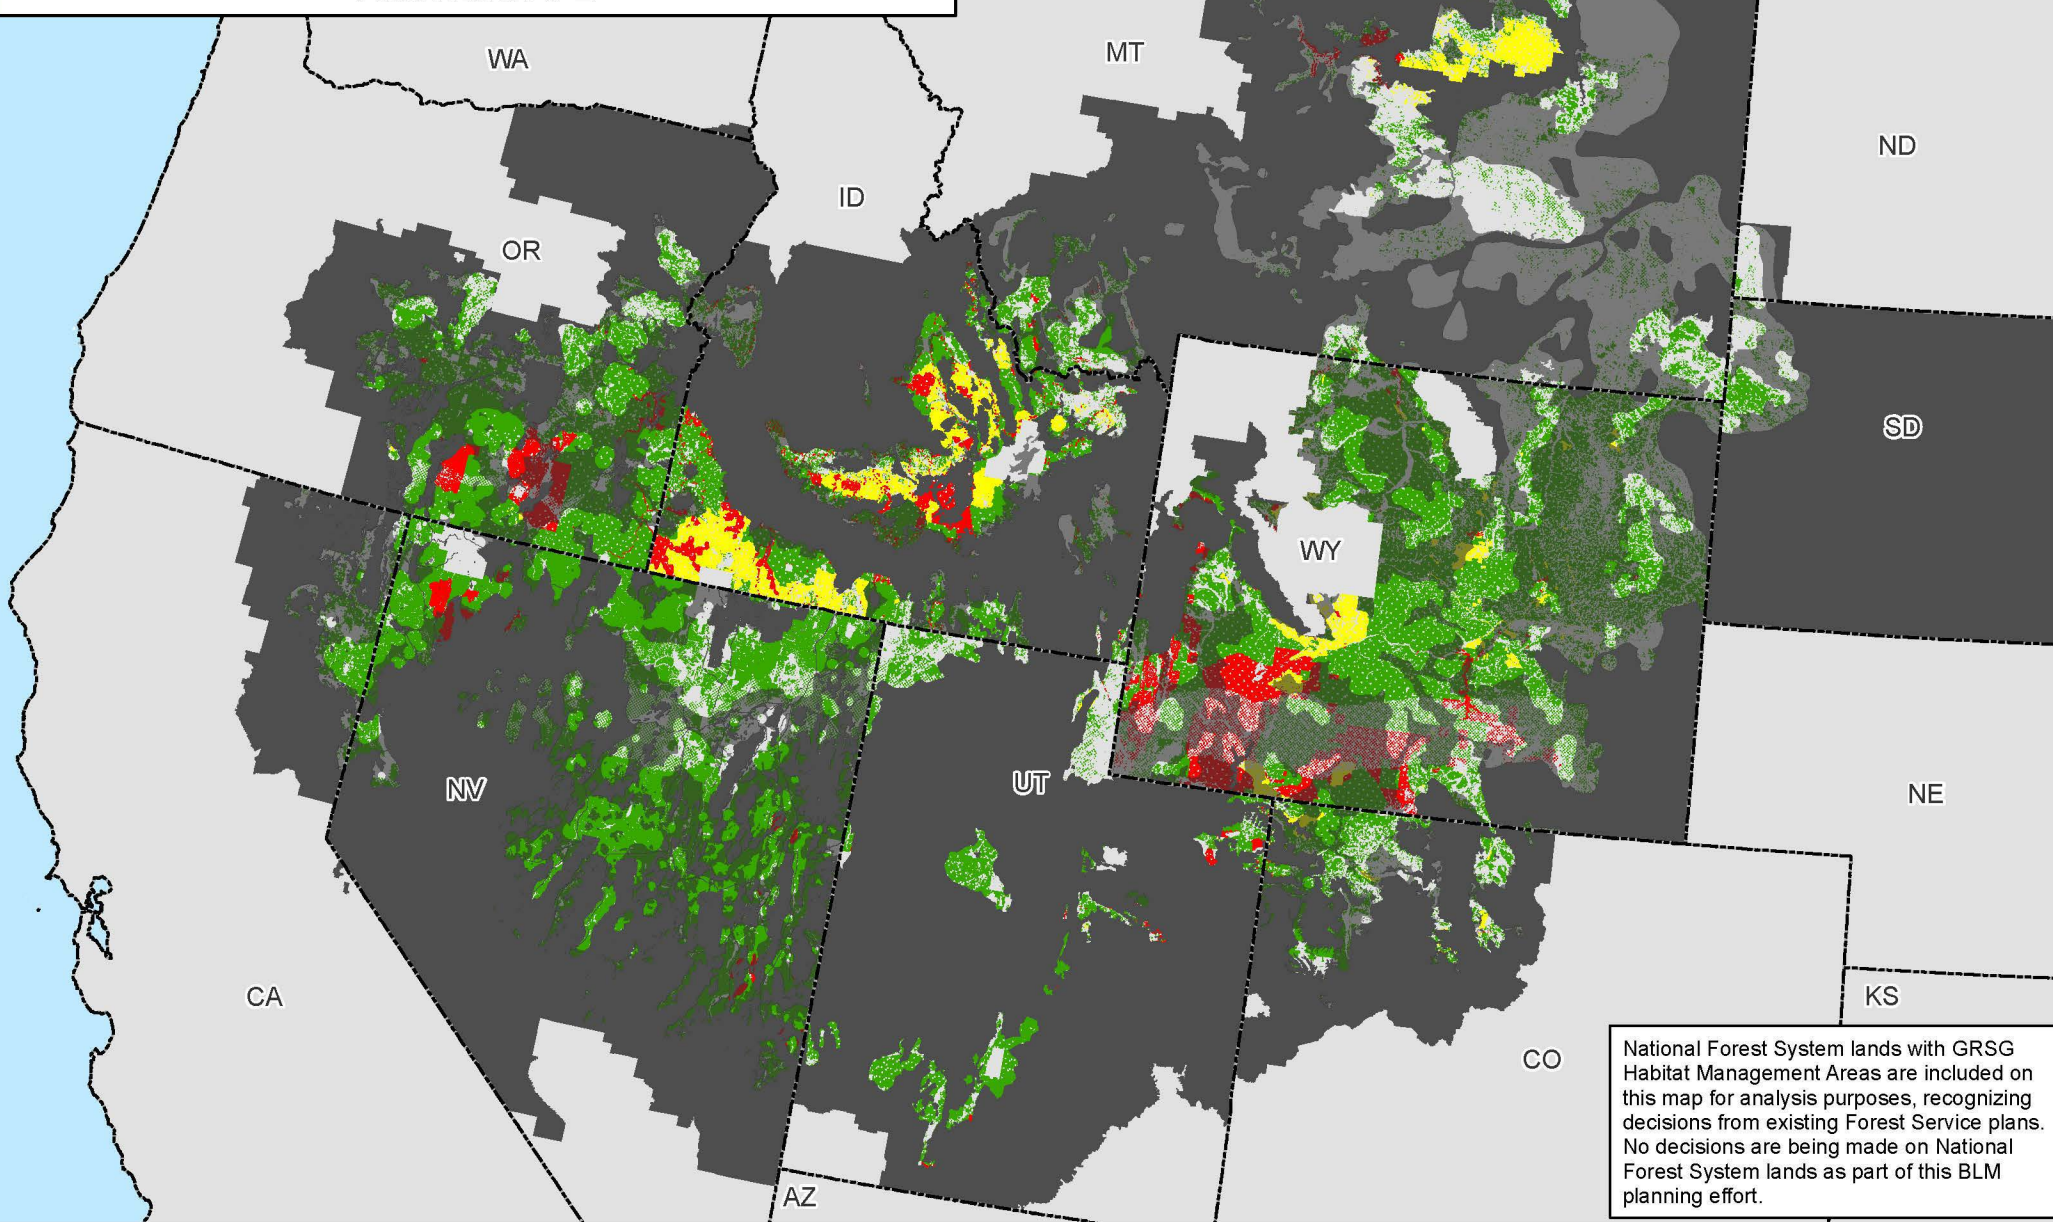 WA
MT
ND
ID
OR
SD
WY
NV
UT
NE
CA
KS
CO
AZ
National Forest System lands with GRSG
Habitat Management Areas are included on
this map for analysis purposes, recognizing
decisions from existing Forest Service plans.
No decisions are being made on National
Forest System lands as part of this BLM
planning effort.